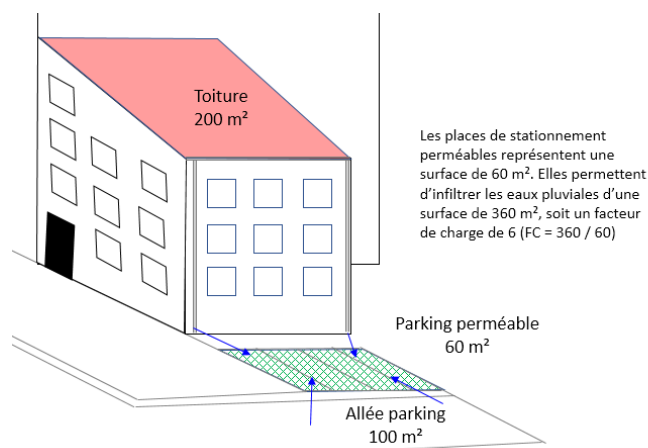 Toiture
200 m²
Les places de stationnement
perméables représentent une
surface de 60 m². Elles permettent
d'infiltrer les eaux pluviales d'une
surface de 360 m², soit un facteur
de charge de 6 (FC = 360 / 60)
Parking perméable
60 m²
Allée parking
100 m²